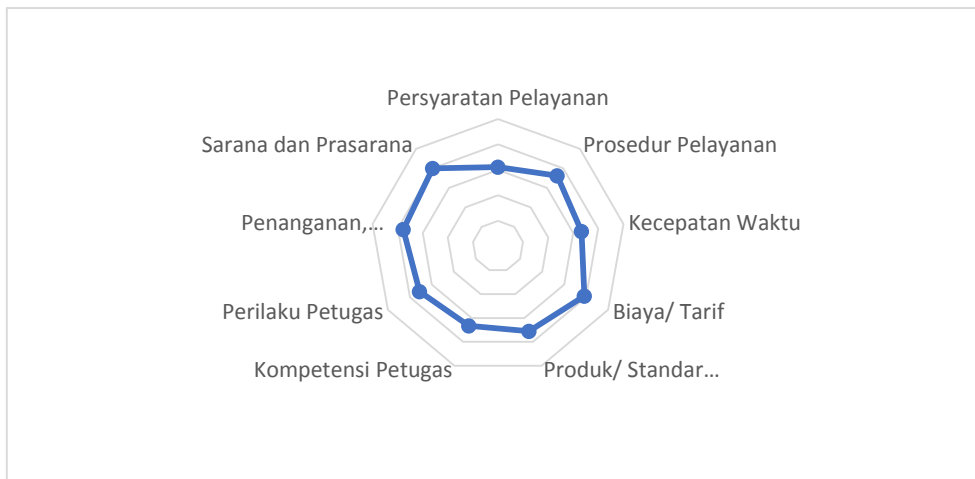 Persyaratan Pelayanan
Prosedur Pelayanan
Kecepatan Waktu
Biaya/ Tarif
Produk/ Standar...
Kompetensi Petugas
Perilaku Petugas
Penanganan,...
Sarana dan Prasarana